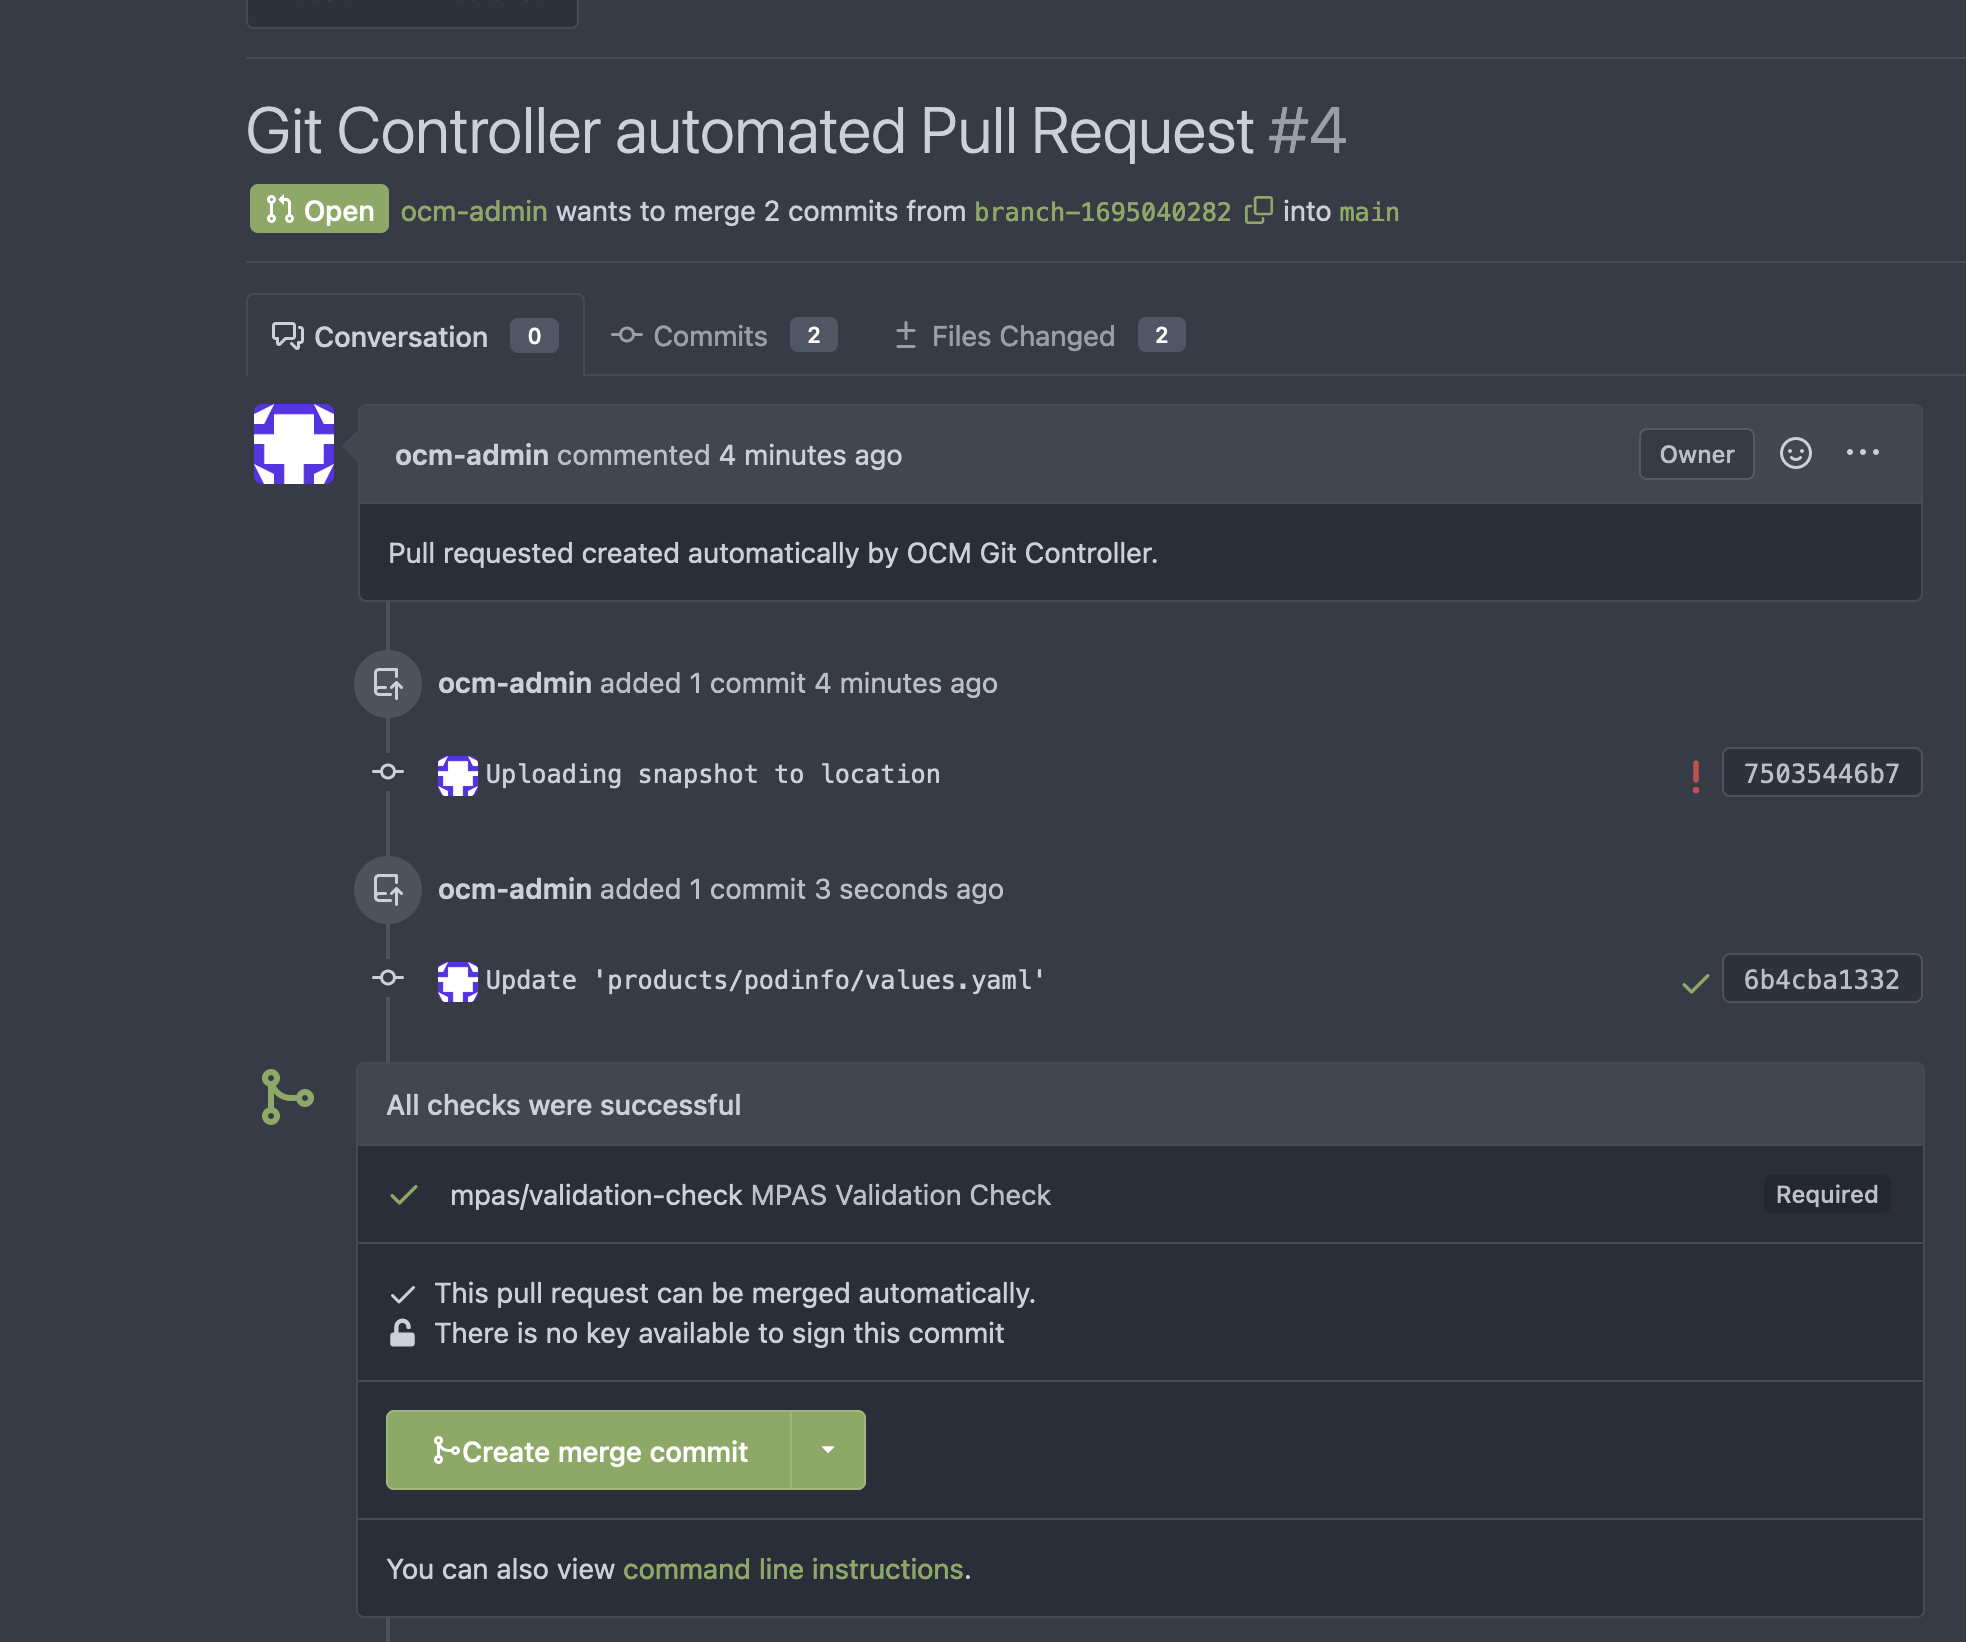 Git Controller automated Pull Request #4
Open ocm-admin wants to merge 2 commits from branch-1695040282 into main
Conversation 0 Commits 2 Files Changed 2
ocm-admin commented 4 minutes ago Owner
Pull requested created automatically by OCM Git Controller.
ocm-admin added 1 commit 4 minutes ago
Uploading snapshot to location 75035446b7
ocm-admin added 1 commit 3 seconds ago
Update 'products/podinfo/values.yaml' 6b4cba1332
All checks were successful
mpas/validation-check MPAS Validation Check Required
This pull request can be merged automatically.
There is no key available to sign this commit
Create merge commit
You can also view command line instructions.